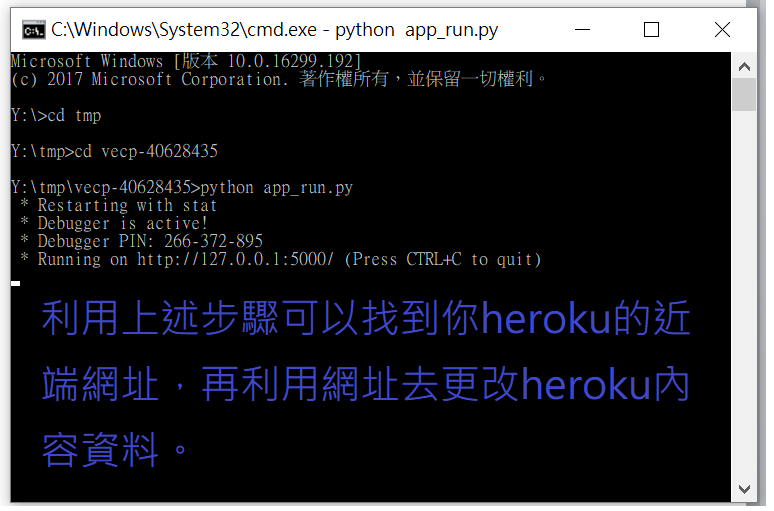 C:\Windows\System32\cmd.exe - python  app_run.py
Microsoft Windows [版本 10.0.16299.192]
(c) 2017 Microsoft Corporation. 著作權所有，並保留一切權利。
Y:\>cd tmp
Y:\tmp>cd vecp-40628435
Y:\tmp\vecp-40628435>python app_run.py
 * Restarting with stat
 * Debugger is active!
 * Debugger PIN: 266-372-895
 * Running on http://127.0.0.1:5000/ (Press CTRL+C to quit)
利用上述步驟可以找到你heroku的近
端網址，再利用網址去更改heroku內
容資料。